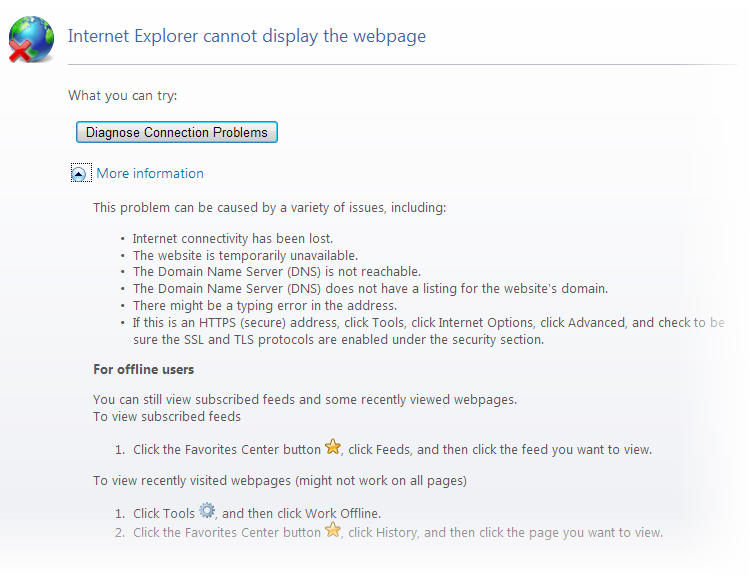 Internet Explorer cannot display the webpage
What you can try:
Diagnose Connection Problems
More information
This problem can be caused by a variety of issues, including:
• Internet connectivity has been lost.
• The website is temporarily unavailable.
• The Domain Name Server (DNS) is not reachable.
• The Domain Name Server (DNS) does not have a listing for the website's domain.
• There might be a typing error in the address.
• If this is an HTTPS (secure) address, click Tools, click Internet Options, click Advanced, and check to be
sure the SSL and TLS protocols are enabled under the security section.
For offline users
You can still view subscribed feeds and some recently viewed webpages.
To view subscribed feeds
1. Click the Favorites Center button , click Feeds, and then click the feed you want to view.
To view recently visited webpages (might not work on all pages)
1. Click Tools , and then click Work Offline.
2. Click the Favorites Center button , click History, and then click the page you want to view.